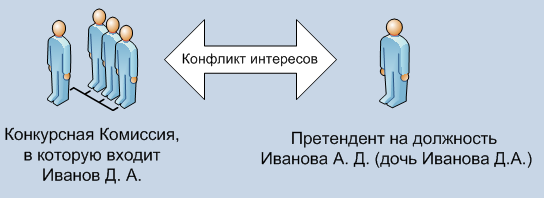 Конфликт интересов
Конкурсная Комиссия,
в которую входит
Иванов Д. А.
Претендент на должность
Иванова А. Д. (дочь Иванова Д.А.)